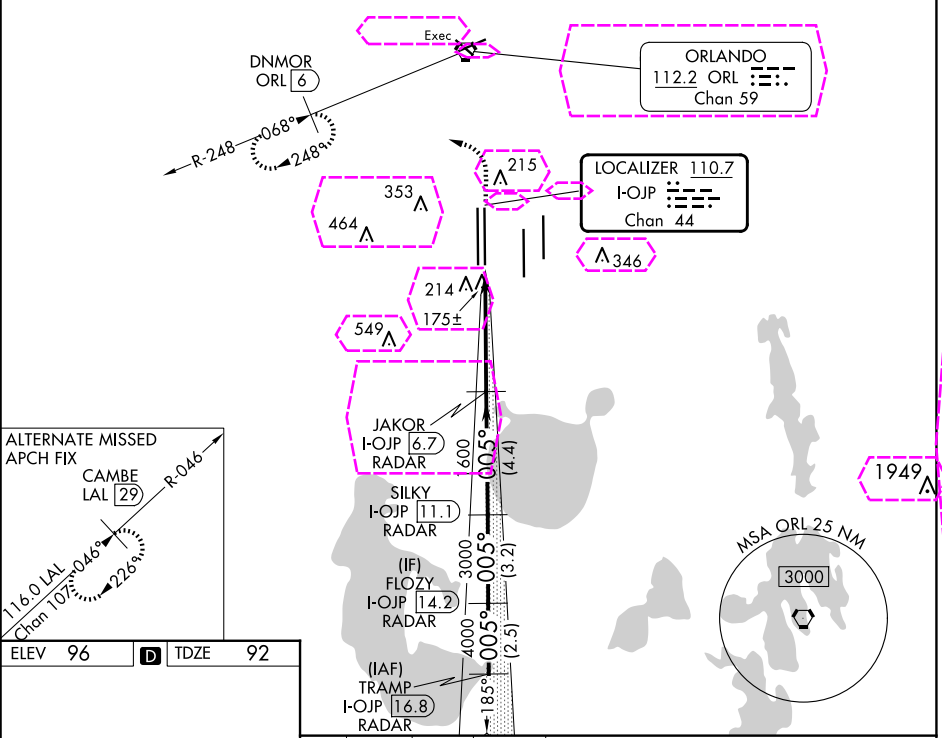 Exec
DNMOR
ORL 6
ORLANDO
112.2 ORL
Chan 59
R-248
068°
248°
215
LOCALIZER 110.7
I-OJP
Chan 44
353
464
346
214
175±
549
JAKOR
I-OJP 6.7
RADAR
1600
005°
(4.4)
SILKY
I-OJP 11.1
RADAR
3000
005°
(3.2)
(IF)
FLOZY
I-OJP 14.2
RADAR
4000
005°
(2.5)
(IAF)
TRAMP
I-OJP 16.8
RADAR
185°
ALTERNATE MISSED
APCH FIX
CAMBE
LAL 29
R-046
046°
226°
116.0 LAL
Chan 107
1949
MSA ORL 25 NM
3000
ELEV 96 D TDZE 92